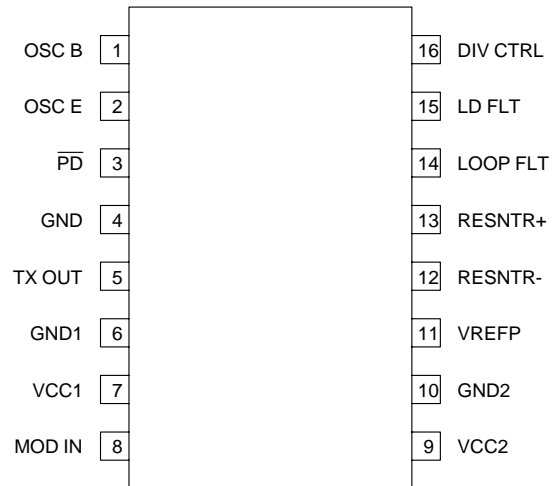 OSC B 1 16 DIV CTRL
OSC E 2 15 LD FLT
PD 3 14 LOOP FLT
GND 4 13 RESNTR+
TX OUT 5 12 RESNTR-
GND1 6 11 VREFP
VCC1 7 10 GND2
MOD IN 8 9 VCC2